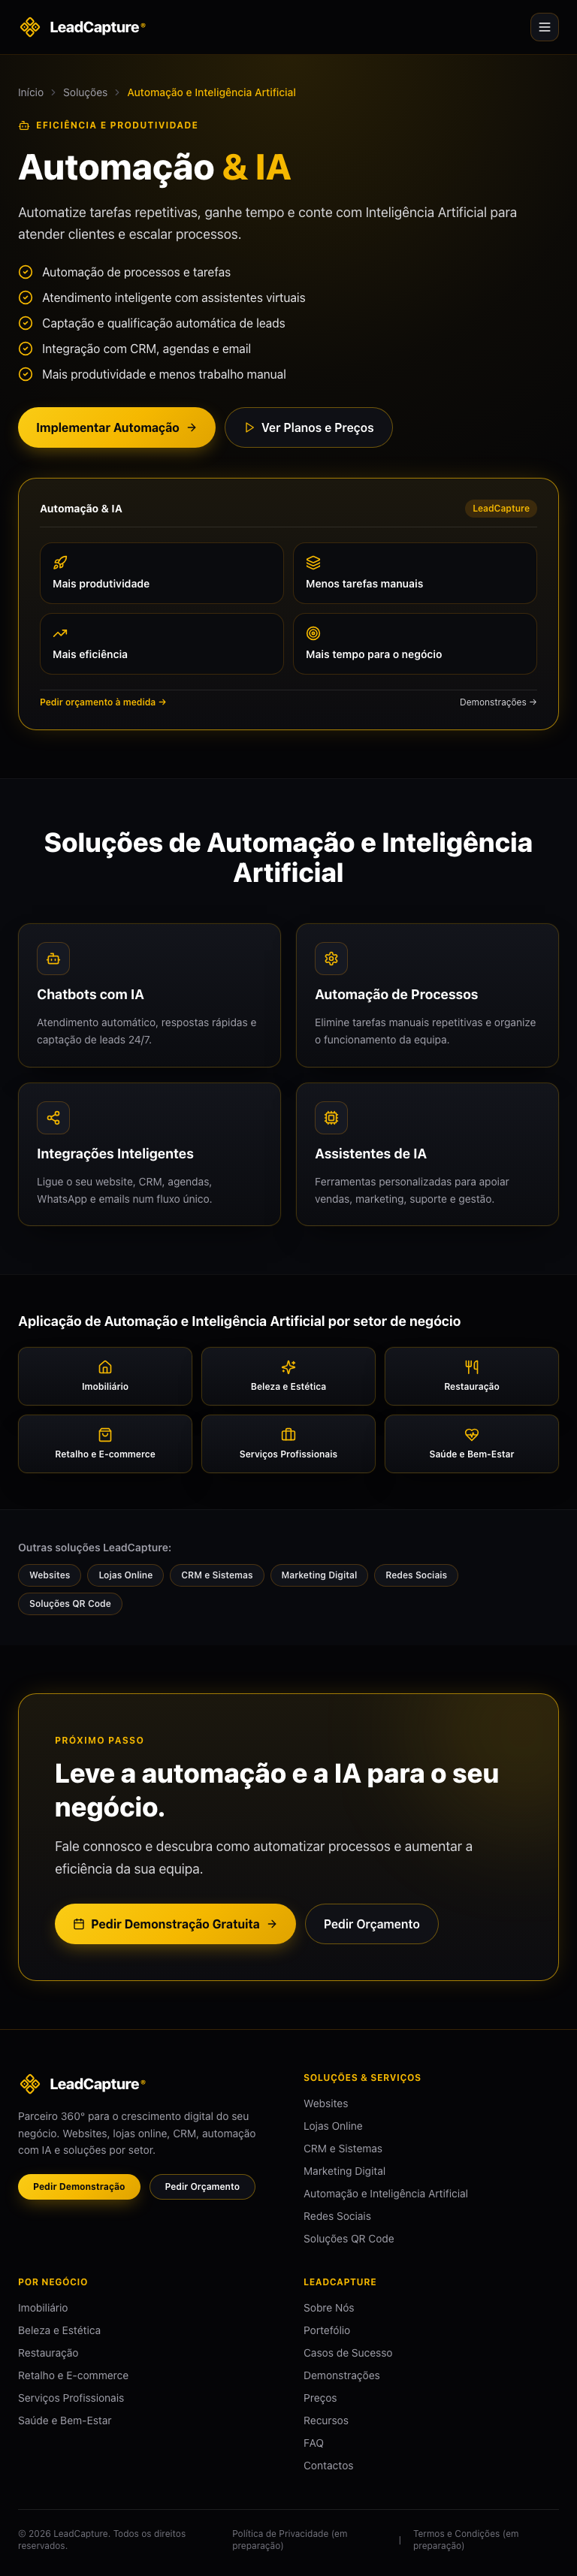 LeadCapture®
Início > Soluções > Automação e Inteligência Artificial
EFICIÊNCIA E PRODUTIVIDADE
Automação & IA
Automatize tarefas repetitivas, ganhe tempo e conte com Inteligência Artificial para
atender clientes e escalar processos.
Automação de processos e tarefas
Atendimento inteligente com assistentes virtuais
Captação e qualificação automática de leads
Integração com CRM, agendas e email
Mais produtividade e menos trabalho manual
Implementar Automação →
Ver Planos e Preços
Automação & IA
LeadCapture
Mais produtividade
Menos tarefas manuais
Mais eficiência
Mais tempo para o negócio
Pedir orçamento à medida →
Demonstrações →
Soluções de Automação e Inteligência
Artificial
Chatbots com IA
Atendimento automático, respostas rápidas e
captação de leads 24/7.
Automação de Processos
Elimine tarefas manuais repetitivas e organize
o funcionamento da equipa.
Integrações Inteligentes
Ligue o seu website, CRM, agendas,
WhatsApp e emails num fluxo único.
Assistentes de IA
Ferramentas personalizadas para apoiar
vendas, marketing, suporte e gestão.
Aplicação de Automação e Inteligência Artificial por setor de negócio
Imobiliário
Beleza e Estética
Restauração
Retalho e E-commerce
Serviços Profissionais
Saúde e Bem-Estar
Outras soluções LeadCapture:
Websites
Lojas Online
CRM e Sistemas
Marketing Digital
Redes Sociais
Soluções QR Code
PRÓXIMO PASSO
Leve a automação e a IA para o seu
negócio.
Fale connosco e descubra como automatizar processos e aumentar a
eficiência da sua equipa.
Pedir Demonstração Gratuita →
Pedir Orçamento
LeadCapture®
Parceiro 360° para o crescimento digital do seu
negócio. Websites, lojas online, CRM, automação
com IA e soluções por setor.
Pedir Demonstração
Pedir Orçamento
SOLUÇÕES & SERVIÇOS
Websites
Lojas Online
CRM e Sistemas
Marketing Digital
Automação e Inteligência Artificial
Redes Sociais
Soluções QR Code
POR NEGÓCIO
Imobiliário
Beleza e Estética
Restauração
Retalho e E-commerce
Serviços Profissionais
Saúde e Bem-Estar
LEADCAPTURE
Sobre Nós
Portefólio
Casos de Sucesso
Demonstrações
Preços
Recursos
FAQ
Contactos
© 2026 LeadCapture. Todos os direitos
reservados.
Política de Privacidade (em
preparação)
|
Termos e Condições (em
preparação)